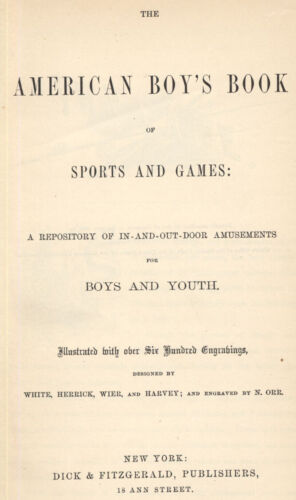 THE
AMERICAN BOY'S BOOK
OF
SPORTS AND GAMES:
A REPOSITORY OF IN-AND-OUT-DOOR AMUSEMENTS
FOR
BOYS AND YOUTH.
Illustrated with over Six Hundred Engravings,
DESIGNED BY
WHITE, HERRICK, WIER, AND HARVEY; AND ENGRAVED BY N. ORR.
NEW YORK:
DICK & FITZGERALD, PUBLISHERS,
18 ANN STREET.